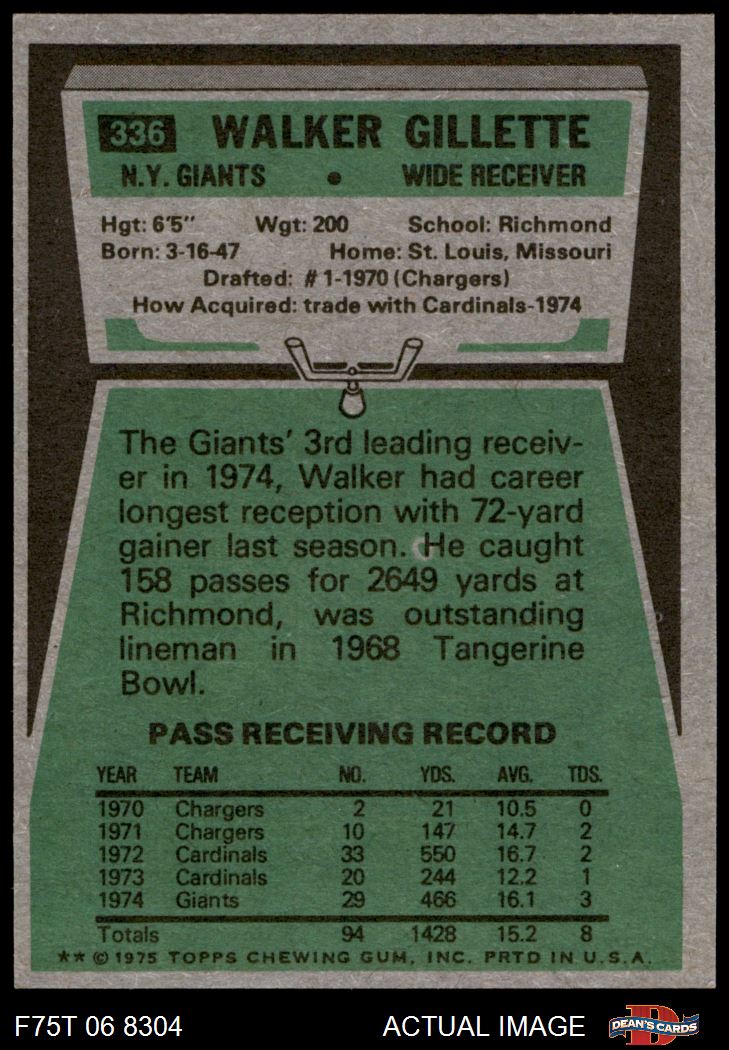 336 WALKER GILLETTE
N.Y. GIANTS • WIDE RECEIVER
Hgt: 6'5" Wgt: 200 School: Richmond
Born: 3-16-47 Home: St. Louis, Missouri
Drafted: #1-1970 (Chargers)
How Acquired: trade with Cardinals-1974
The Giants' 3rd leading receiv-
er in 1974, Walker had career
longest reception with 72-yard
gainer last season. He caught
158 passes for 2649 yards at
Richmond, was outstanding
lineman in 1968 Tangerine
Bowl.
PASS RECEIVING RECORD
YEAR TEAM NO. YDS. AVG. TDS.
1970 Chargers 2 21 10.5 0
1971 Chargers 10 147 14.7 2
1972 Cardinals 33 550 16.7 2
1973 Cardinals 20 244 12.2 1
1974 Giants 29 466 16.1 3
Totals 94 1428 15.2 8
** © 1975 TOPPS CHEWING GUM, INC. PRTD IN U.S.A.
F75T 06 8304 ACTUAL IMAGE D DEAN'S CARDS